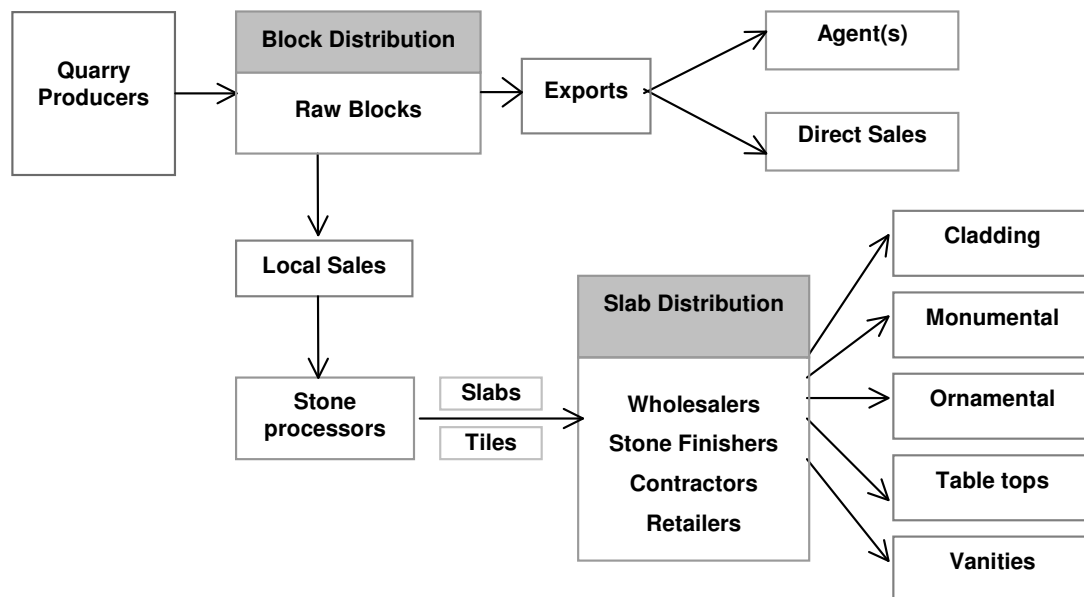 Quarry
Producers
Block Distribution
Raw Blocks
Exports
Agent(s)
Direct Sales
Local Sales
Stone
processors
Slabs
Tiles
Slab Distribution
Wholesalers
Stone Finishers
Contractors
Retailers
Cladding
Monumental
Ornamental
Table tops
Vanities